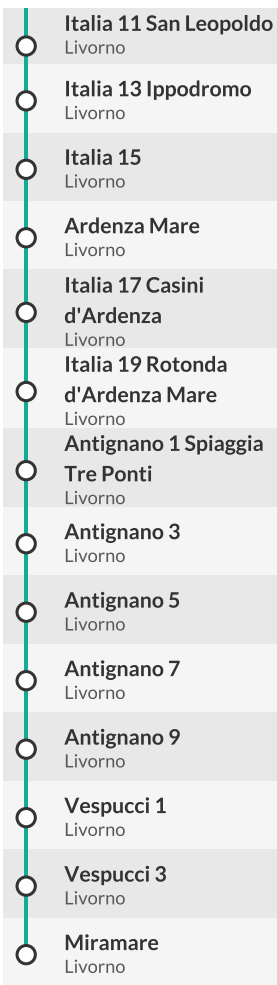 Italia 11 San Leopoldo
Livorno
Italia 13 Ippodromo
Livorno
Italia 15
Livorno
Ardenza Mare
Livorno
Italia 17 Casini
d'Ardenza
Livorno
Italia 19 Rotonda
d'Ardenza Mare
Livorno
Antignano 1 Spiaggia
Tre Ponti
Livorno
Antignano 3
Livorno
Antignano 5
Livorno
Antignano 7
Livorno
Antignano 9
Livorno
Vespucci 1
Livorno
Vespucci 3
Livorno
Miramare
Livorno